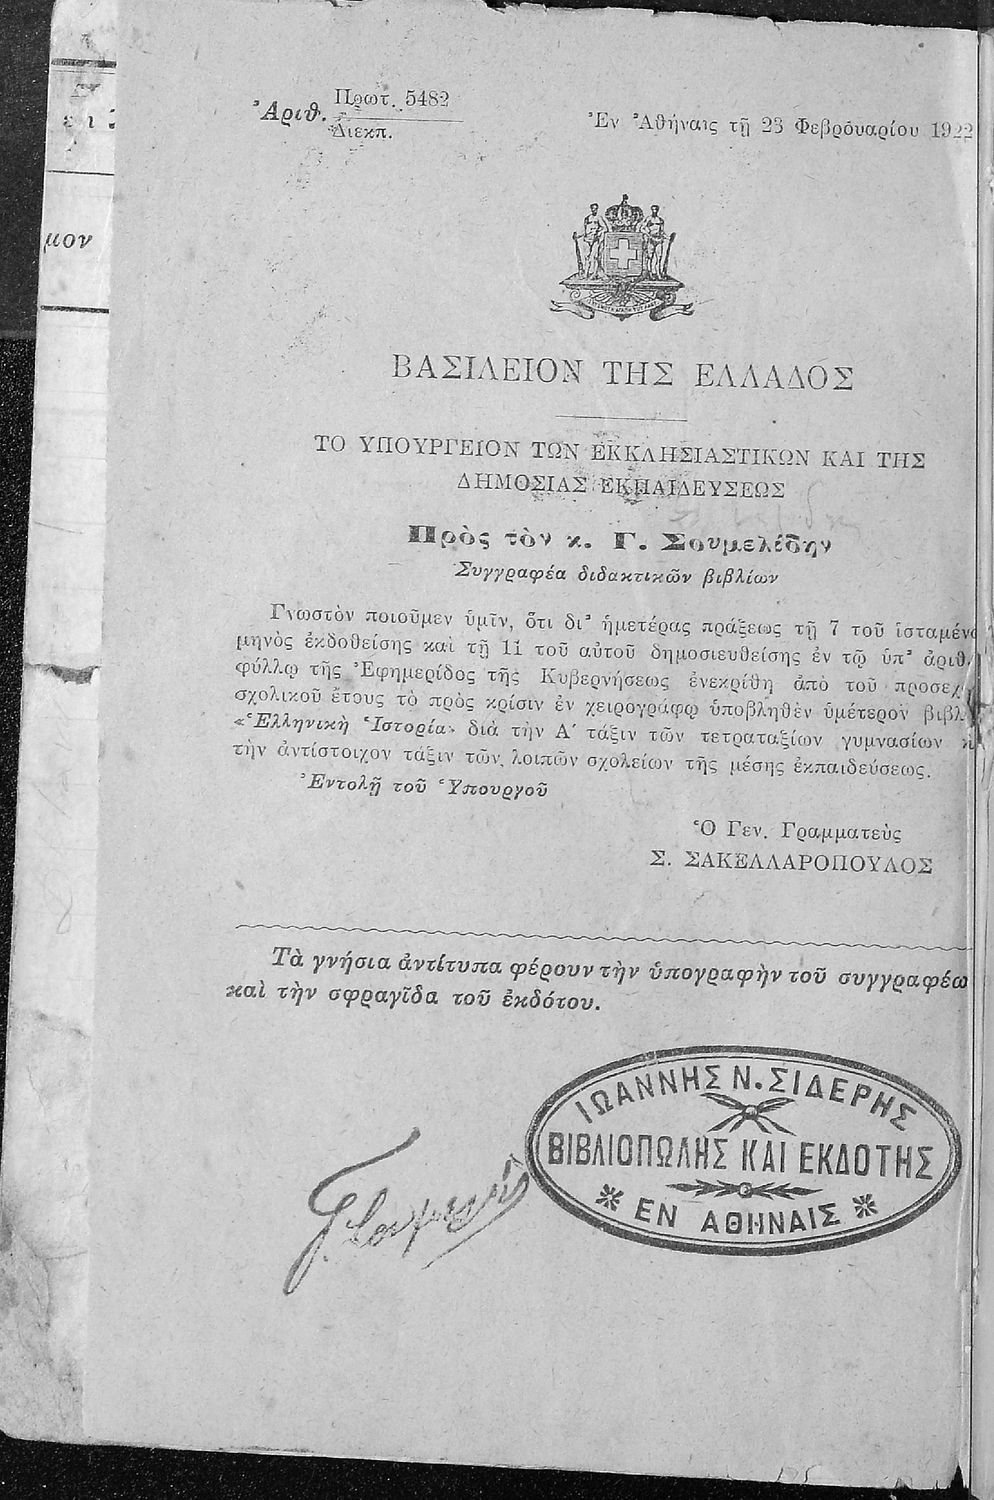 Ἀριθ. Πρωτ. 5482
Διεκπ.
Ἐν Ἀθήναις τῇ 23 Φεβρουαρίου 1922
ΒΑΣΙΛΕΙΟΝ ΤΗΣ ΕΛΛΑΔΟΣ
ΤΟ ΥΠΟΥΡΓΕΙΟΝ ΤΩΝ ΕΚΚΛΗΣΙΑΣΤΙΚΩΝ ΚΑΙ ΤΗΣ
ΔΗΜΟΣΙΑΣ ΕΚΠΑΙΔΕΥΣΕΩΣ
Πρὸς τὸν κ. Γ. Σουμελίδην
Συγγραφέα διδακτικῶν βιβλίων
Γνωστὸν ποιοῦμεν ὑμῖν, ὅτι δι' ἡμετέρας πράξεως τῇ 7 τοῦ ἱσταμένο
μηνὸς ἐκδοθείσης καὶ τῇ 11 τοῦ αὐτοῦ δημοσιευθείσης ἐν τῷ ὑπ' ἀριθ.
φύλλῳ τῆς Ἐφημερίδος τῆς Κυβερνήσεως ἐνεκρίθη ἀπὸ τοῦ προσεχ
σχολικοῦ ἔτους τὸ πρὸς κρίσιν ἐν χειρογράφῳ ὑποβληθὲν ὑμέτερον βιβλ
«Ἑλληνικὴ Ἱστορία» διὰ τὴν Α΄ τάξιν τῶν τετραταξίων γυμνασίων κ
τὴν ἀντίστοιχον τάξιν τῶν λοιπῶν σχολείων τῆς μέσης ἐκπαιδεύσεως.
Ἐντολῇ τοῦ Ὑπουργοῦ
Ὁ Γεν. Γραμματεὺς
Σ. ΣΑΚΕΛΛΑΡΟΠΟΥΛΟΣ
Τὰ γνήσια ἀντίτυπα φέρουν τὴν ὑπογραφὴν τοῦ συγγραφέω
καὶ τὴν σφραγῖδα τοῦ ἐκδότου.
ΙΩΑΝΝΗΣ Ν. ΣΙΔΕΡΗΣ
ΒΙΒΛΙΟΠΩΛΗΣ ΚΑΙ ΕΚΔΟΤΗΣ
ΕΝ ΑΘΗΝΑΙΣ
μον